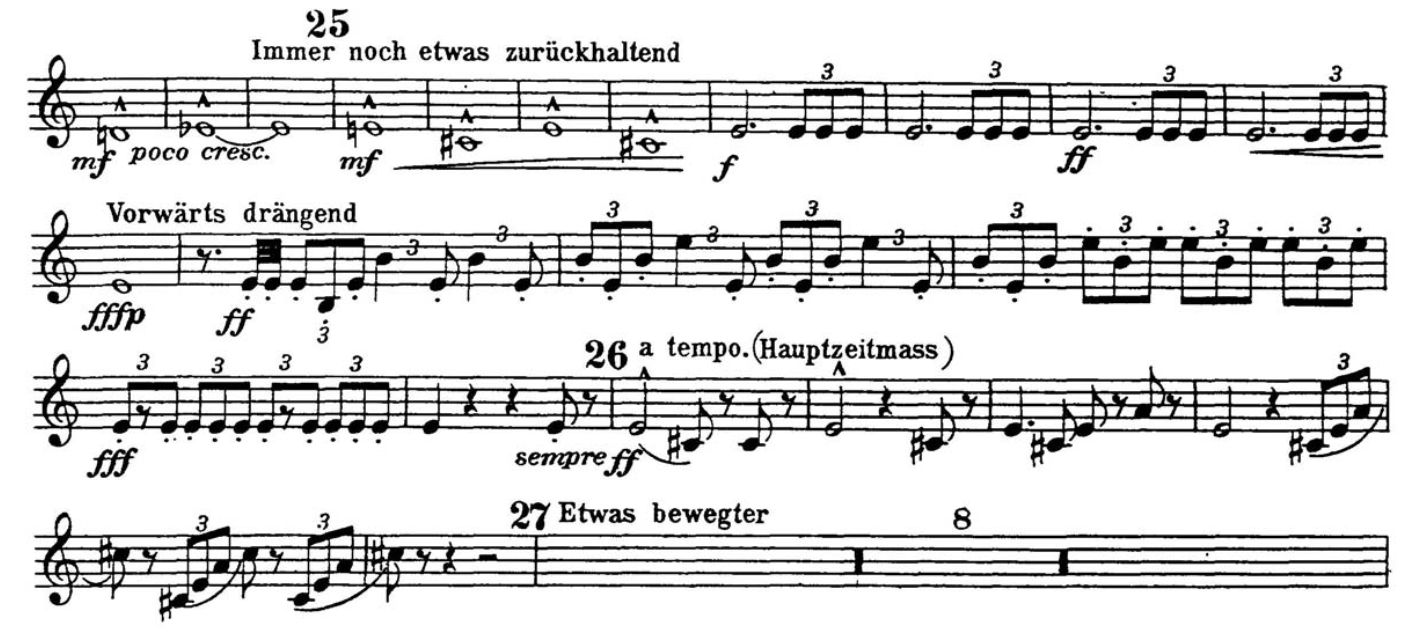 25
Immer noch etwas zurückhaltend
3 3 3 3
mf poco cresc. mf f ff
Vorwärts drängend
3 3 3 3 3 3 3 3 3 3
fffp ff 3
26 a tempo. (Hauptzeitmass)
3 3 3 3 3
fff sempre ff
27 Etwas bewegter 8
3 3